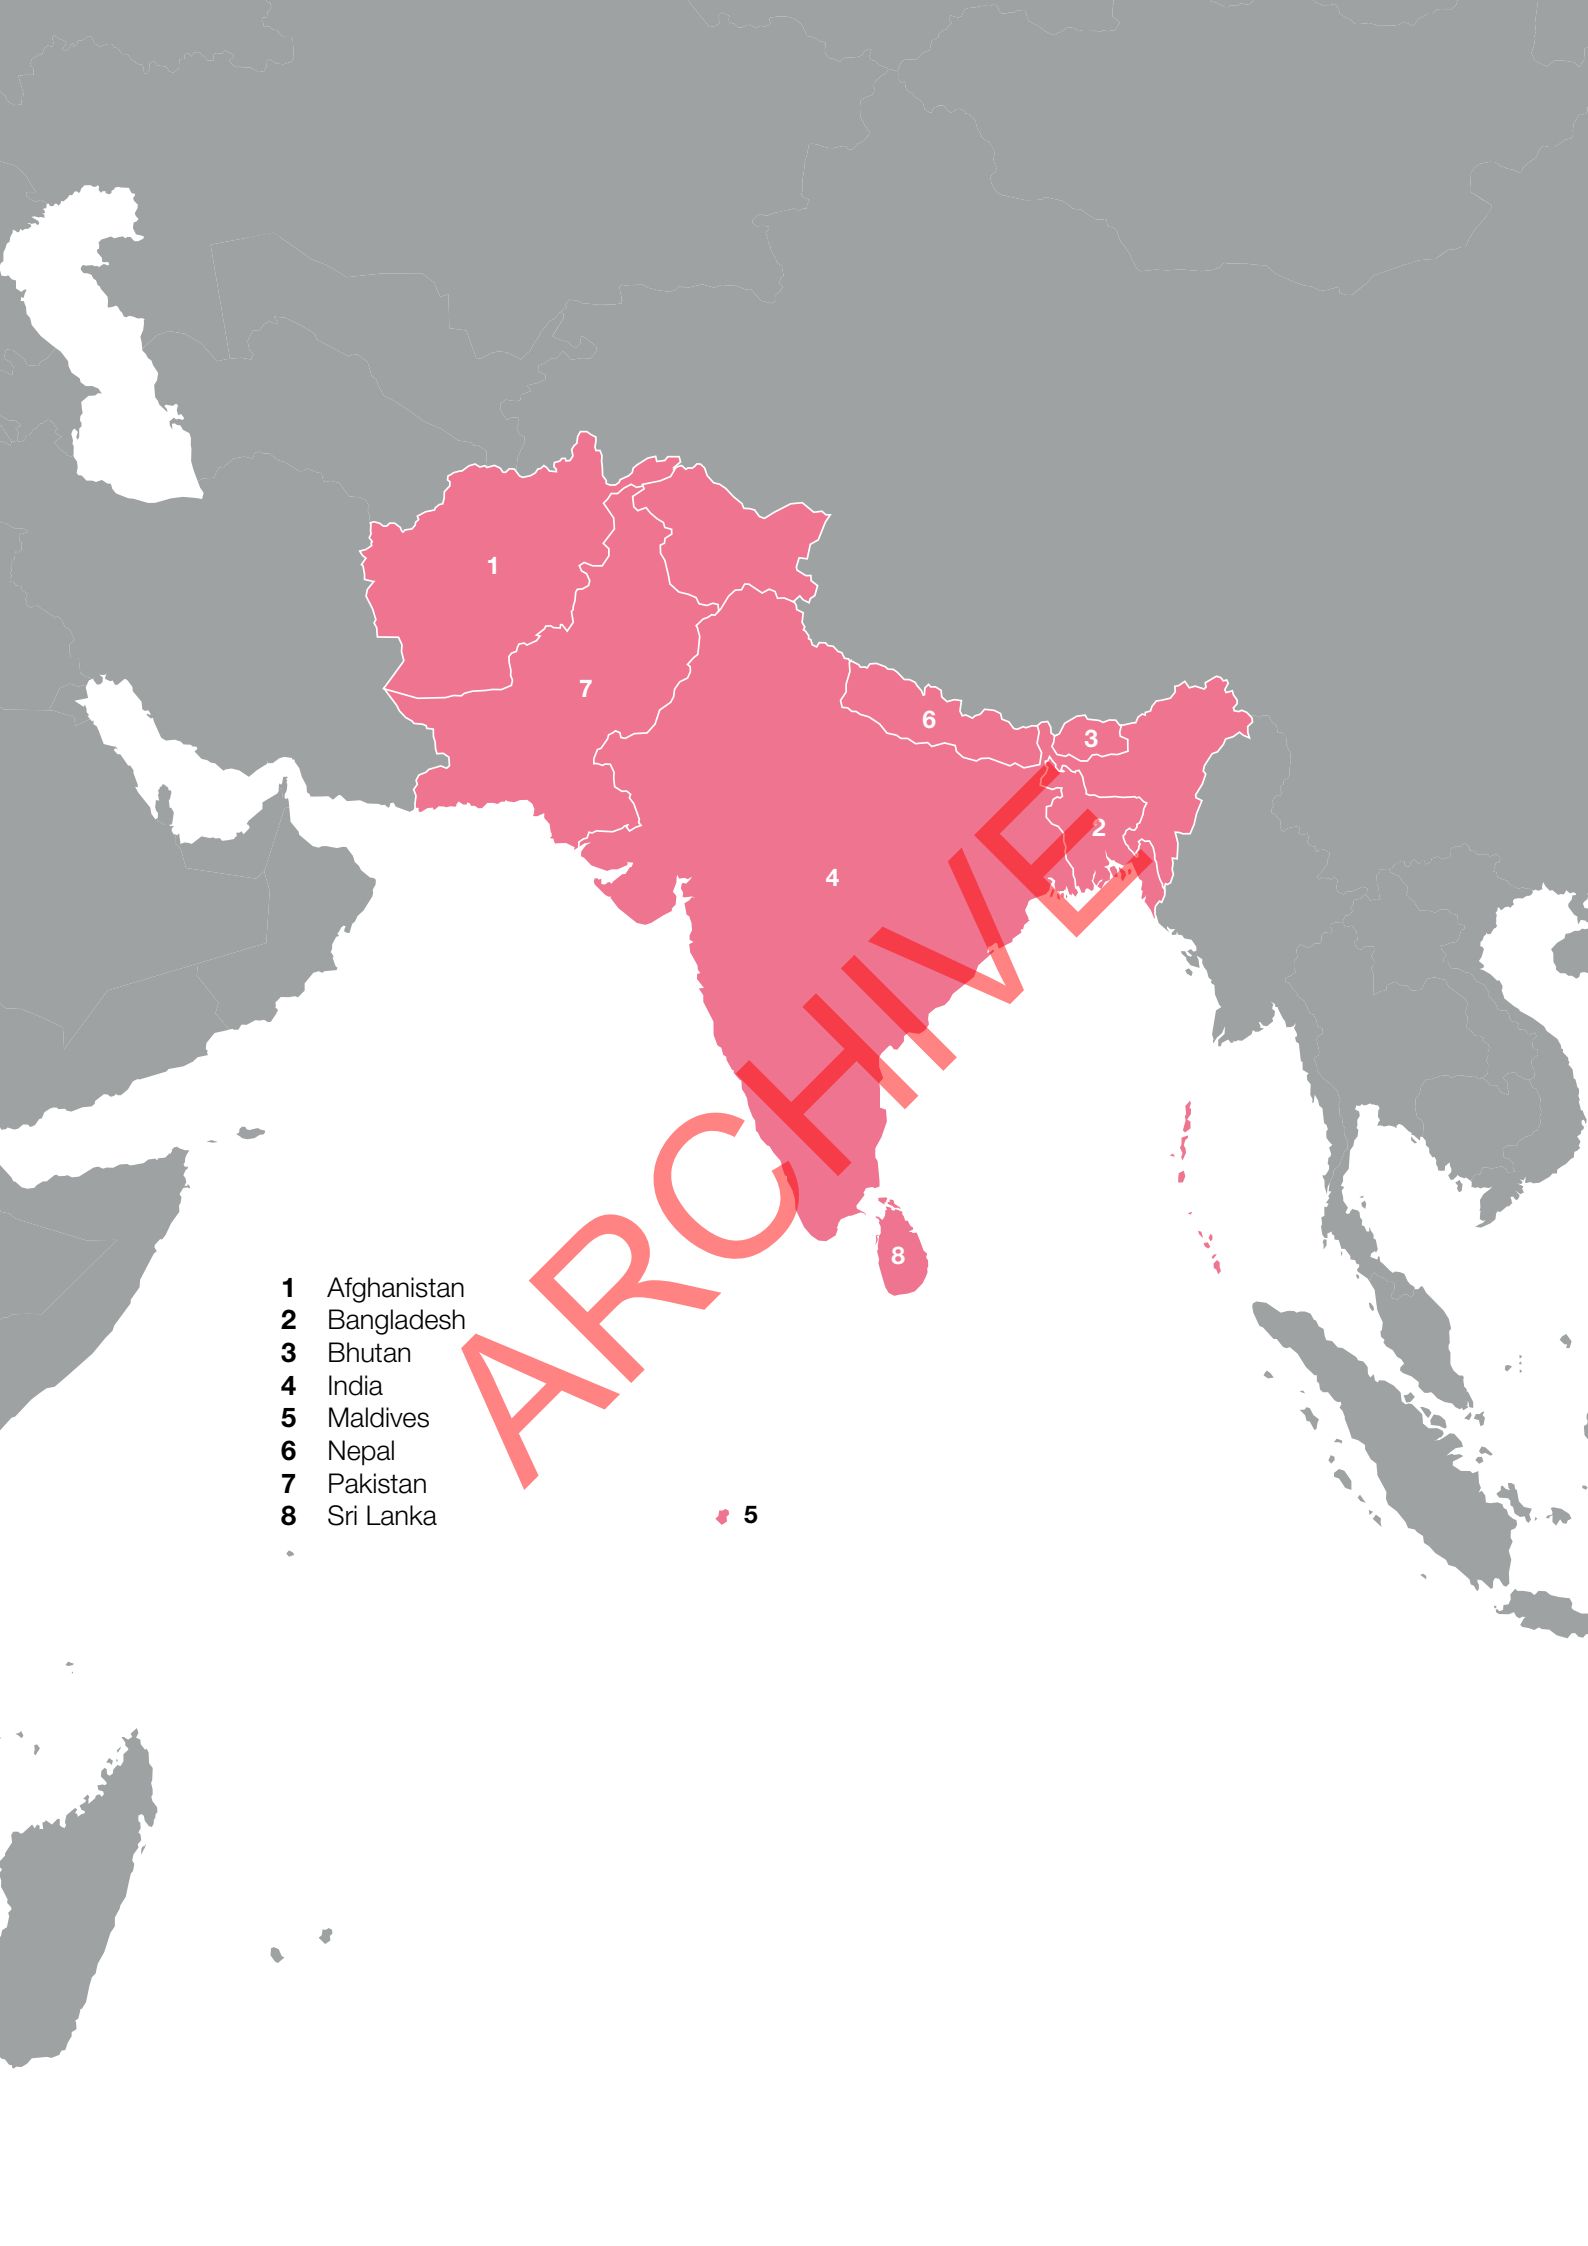 1
7
6
3
2
4
8
1 Afghanistan
2 Bangladesh
3 Bhutan
4 India
5 Maldives
6 Nepal
7 Pakistan
8 Sri Lanka
5
ARCHIVE